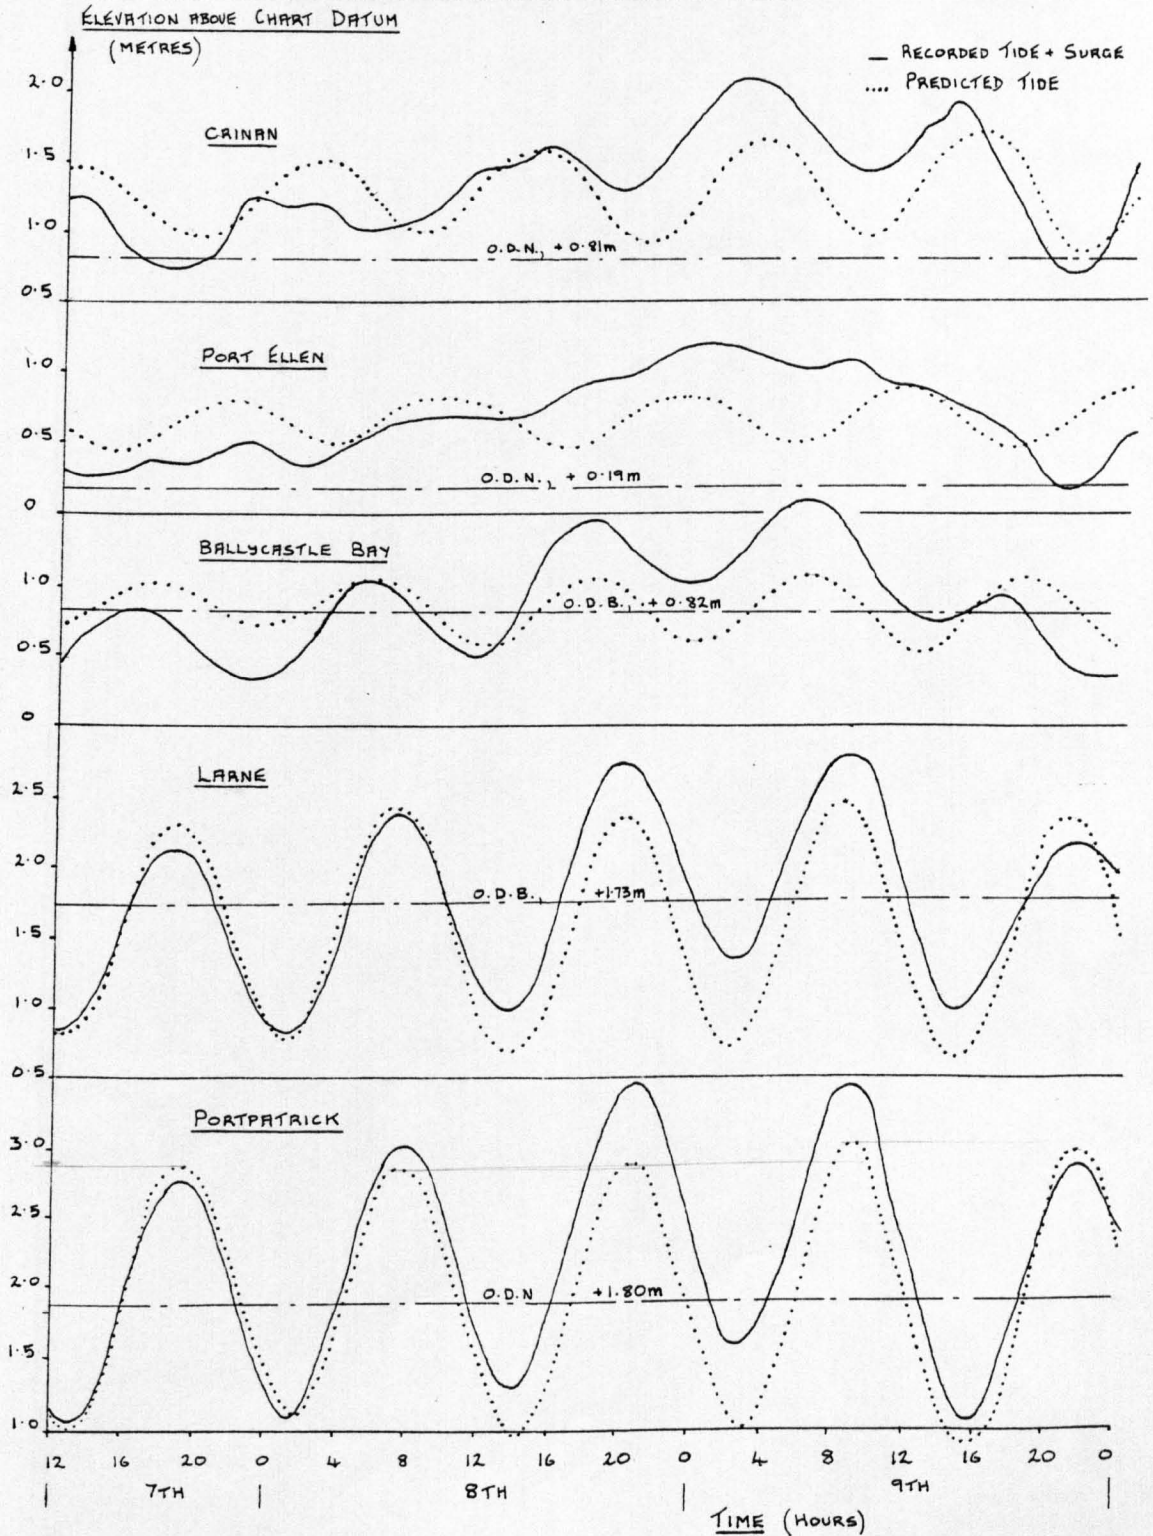 ELEVATION ABOVE CHART DATUM
(METRES)
— RECORDED TIDE + SURGE
.... PREDICTED TIDE
2.0
CRINAN
1.5
1.0
O.D.N., + 0.81m
0.5
PORT ELLEN
1.0
0.5
O.D.N., + 0.19m
0
BALLYCASTLE BAY
1.0
O.D.B., + 0.82m
0.5
0
LARNE
2.5
2.0
O.D.B., +1.73m
1.5
1.0
0.5
PORTPATRICK
3.0
2.5
2.0
O.D.N +1.80m
1.5
1.0
12 16 20 0 4 8 12 16 20 0 4 8 12 16 20 0
7TH 8TH 9TH
TIME (HOURS)